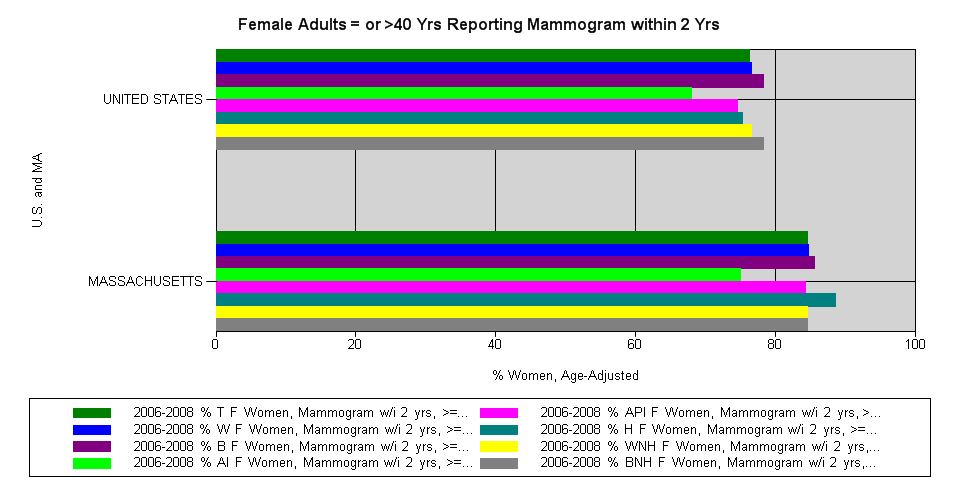 Female Adults = or >40 Yrs Reporting Mammogram within 2 Yrs
UNITED STATES
U.S. and MA
MASSACHUSETTS
0 20 40 60 80 100
% Women, Age-Adjusted
2006-2008 % T F Women, Mammogram w/i 2 yrs, >=... 2006-2008 % API F Women, Mammogram w/i 2 yrs, >...
2006-2008 % W F Women, Mammogram w/i 2 yrs, >=... 2006-2008 % H F Women, Mammogram w/i 2 yrs, >=...
2006-2008 % B F Women, Mammogram w/i 2 yrs, >=... 2006-2008 % WNH F Women, Mammogram w/i 2 yrs,...
2006-2008 % AI F Women, Mammogram w/i 2 yrs, >=... 2006-2008 % BNH F Women, Mammogram w/i 2 yrs,...